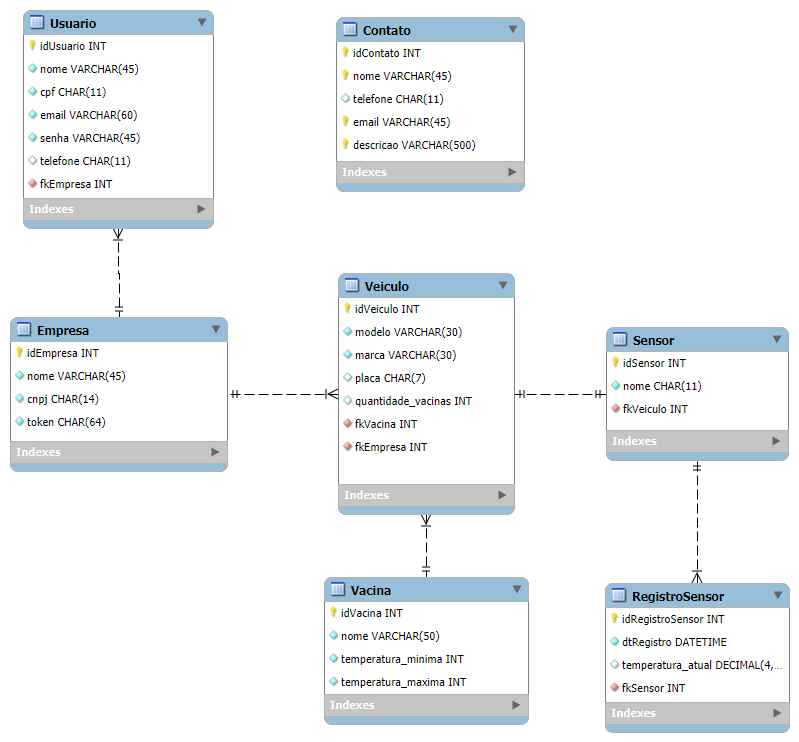 Usuario
idUsuario INT
nome VARCHAR(45)
cpf CHAR(11)
email VARCHAR(60)
senha VARCHAR(45)
telefone CHAR(11)
fkEmpresa INT
Indexes
Contato
idContato INT
nome VARCHAR(45)
telefone CHAR(11)
email VARCHAR(45)
descricao VARCHAR(500)
Indexes
Empresa
idEmpresa INT
nome VARCHAR(45)
cnpj CHAR(14)
token CHAR(64)
Indexes
Veiculo
idVeiculo INT
modelo VARCHAR(30)
marca VARCHAR(30)
placa CHAR(7)
quantidade_vacinas INT
fkVacina INT
fkEmpresa INT
Indexes
Sensor
idSensor INT
nome CHAR(11)
fkVeiculo INT
Indexes
Vacina
idVacina INT
nome VARCHAR(50)
temperatura_minima INT
temperatura_maxima INT
Indexes
RegistroSensor
idRegistroSensor INT
dtRegistro DATETIME
temperatura_atual DECIMAL(4,...
fkSensor INT
Indexes